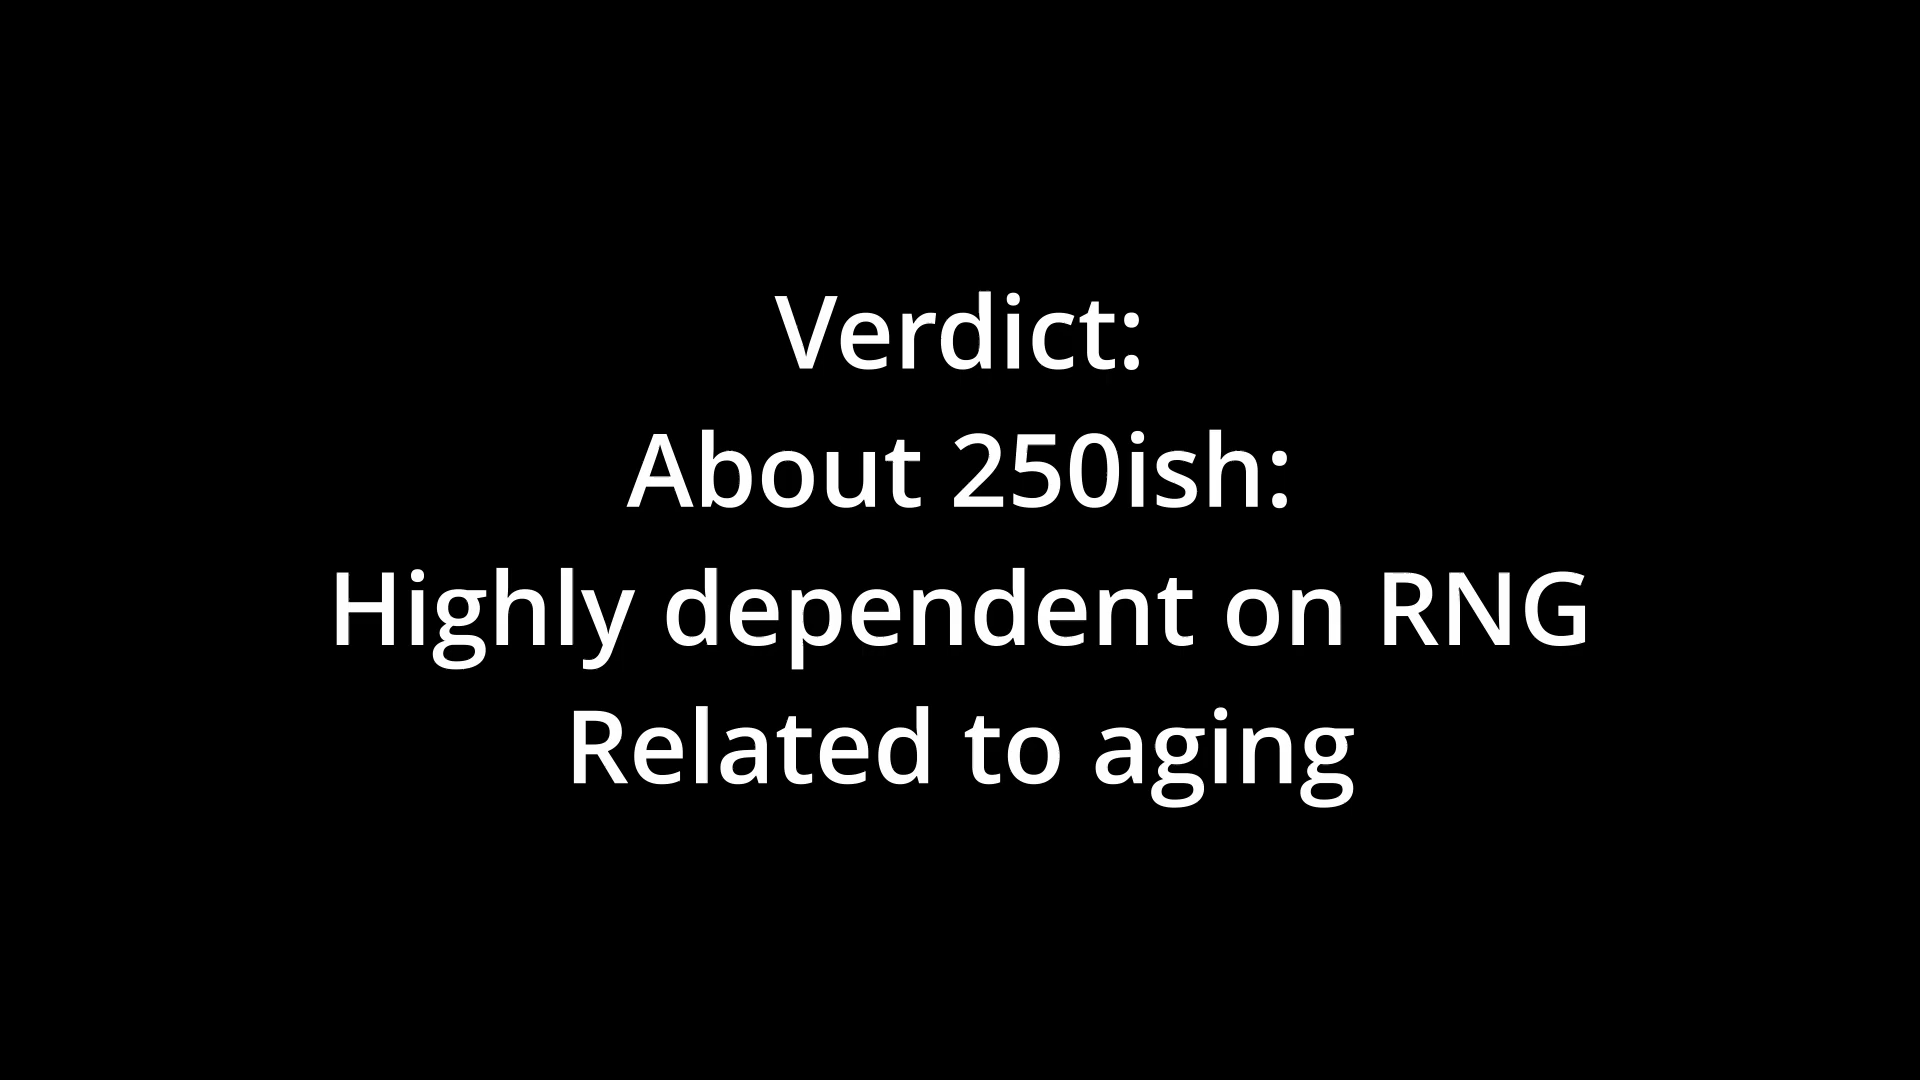 Verdict:
About 250ish:
Highly dependent on RNG
Related to aging